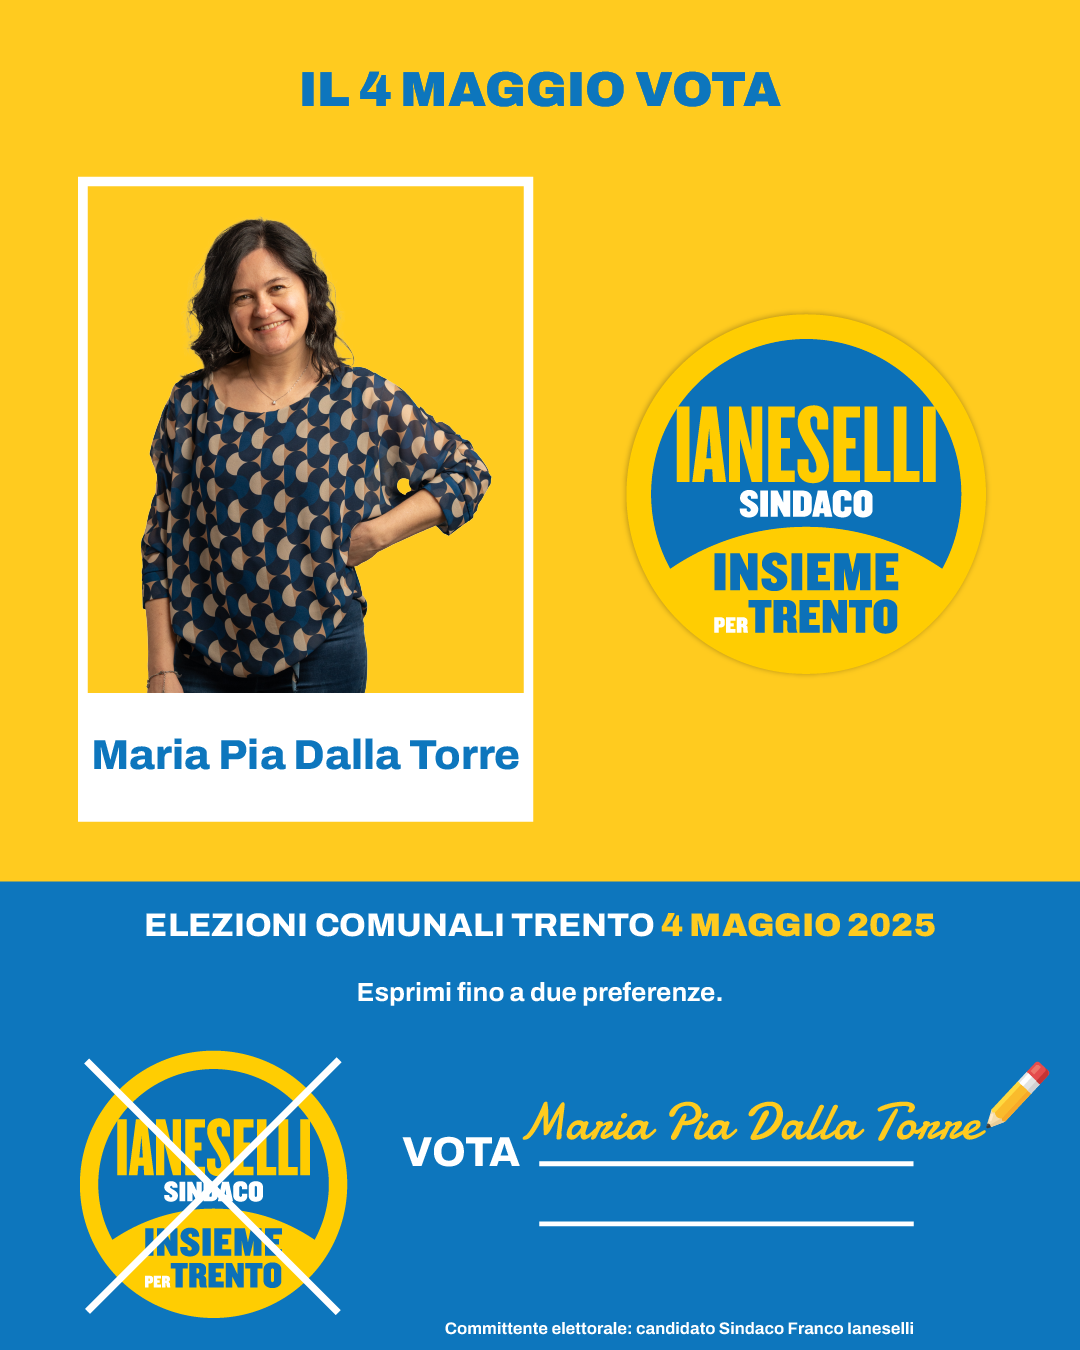 IL 4 MAGGIO VOTA
IANESELLI
SINDACO
INSIEME
PER TRENTO
Maria Pia Dalla Torre
ELEZIONI COMUNALI TRENTO 4 MAGGIO 2025
Esprimi fino a due preferenze.
IANESELLI
SINDACO
INSIEME
PER TRENTO
VOTA Maria Pia Dalla Torre
Committente elettorale: candidato Sindaco Franco Ianeselli